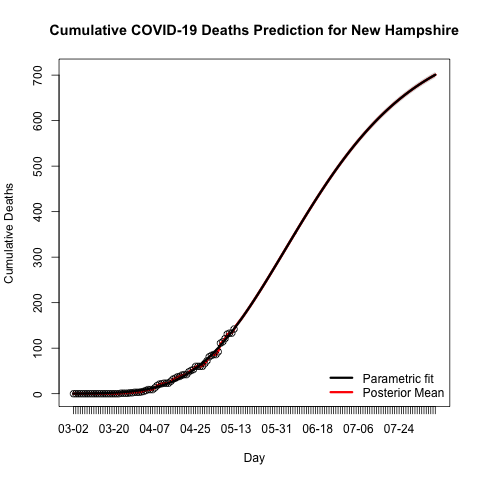 Cumulative COVID-19 Deaths Prediction for New Hampshire
Cumulative Deaths
700
600
500
400
300
200
100
0
Parametric fit
Posterior Mean
03-02 03-20 04-07 04-25 05-13 05-31 06-18 07-06 07-24
Day